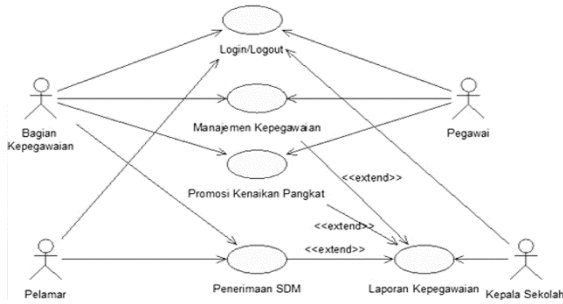 Login/Logout
Bagian
Kepegawaian
Manajemen Kepegawaian
Pegawai
<<extend>>
Promosi Kenaikan Pangkat
<<extend>>
<<extend>>
Pelamar
Penerimaan SDM
Laporan Kepegawaian
Kepala Sekolah